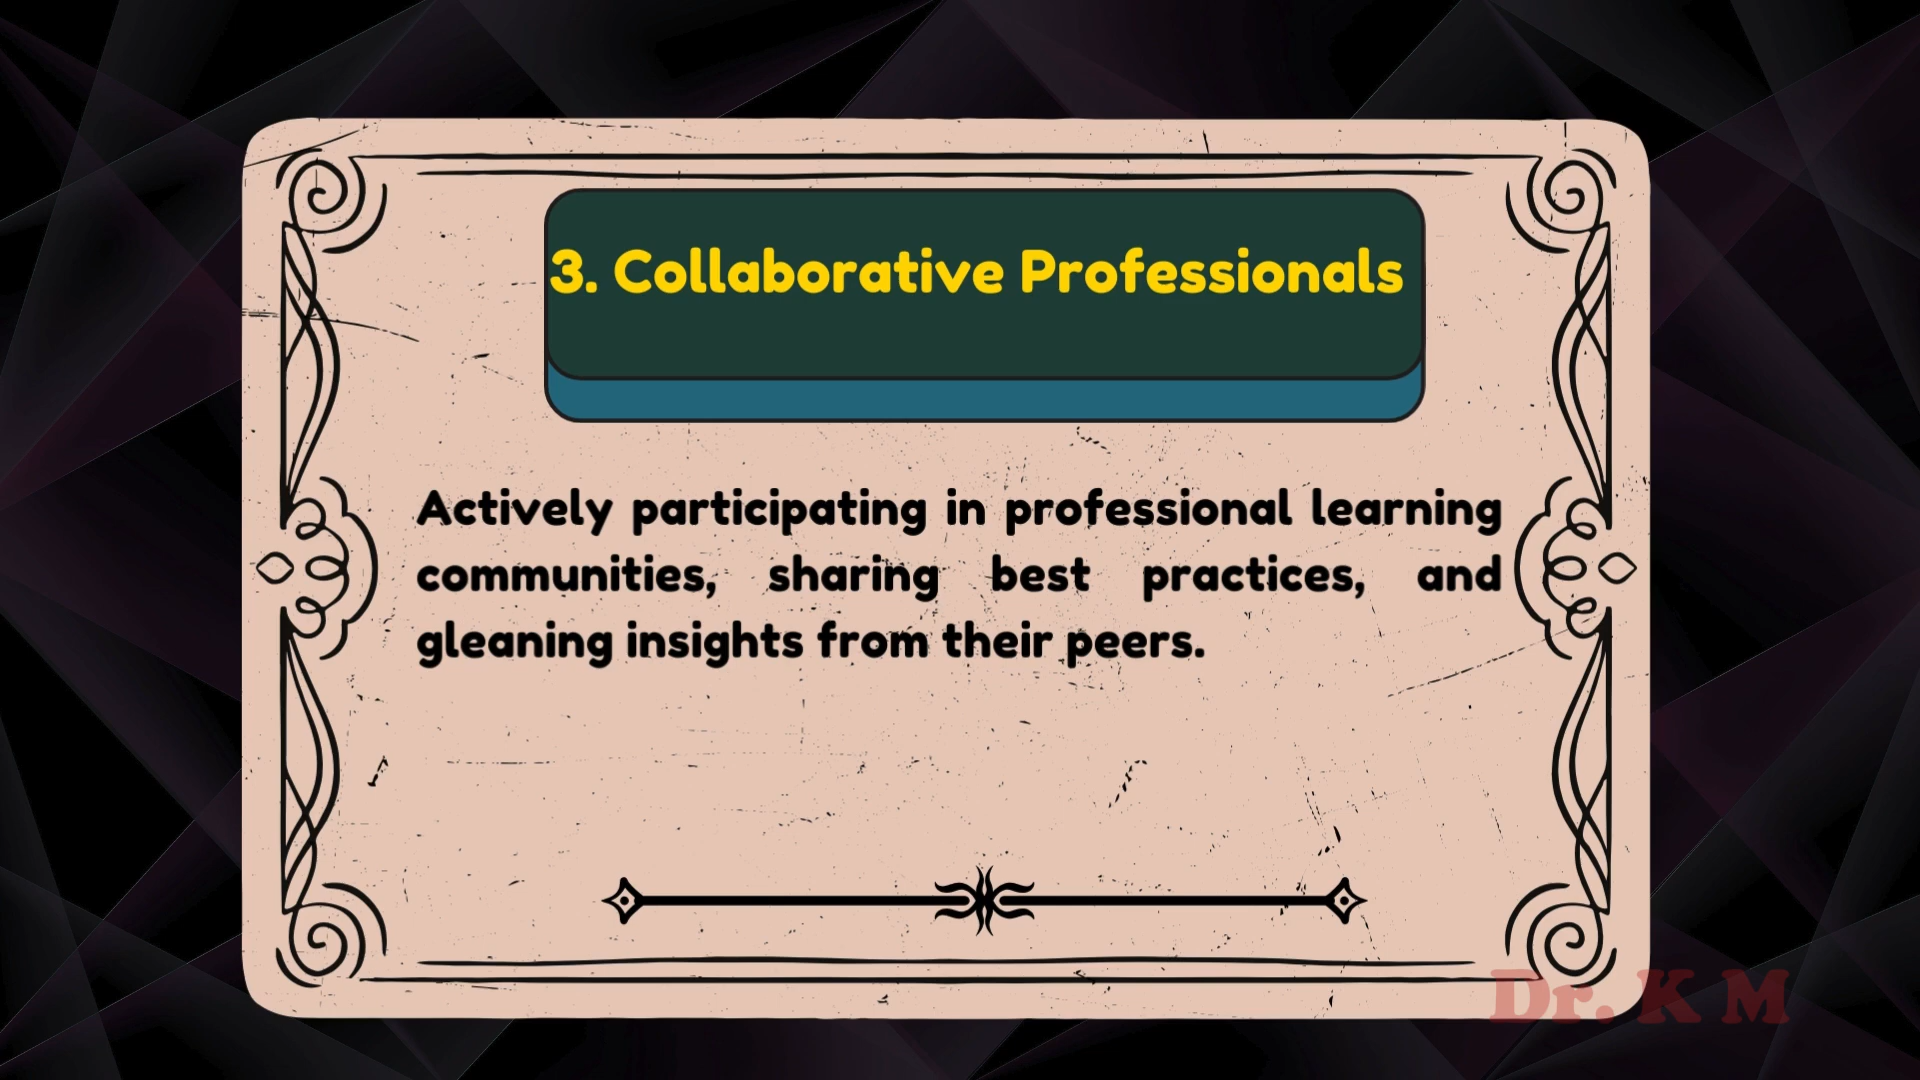 3. Collaborative Professionals
Actively participating in professional learning
communities, sharing best practices, and
gleaning insights from their peers.
Dr. K M